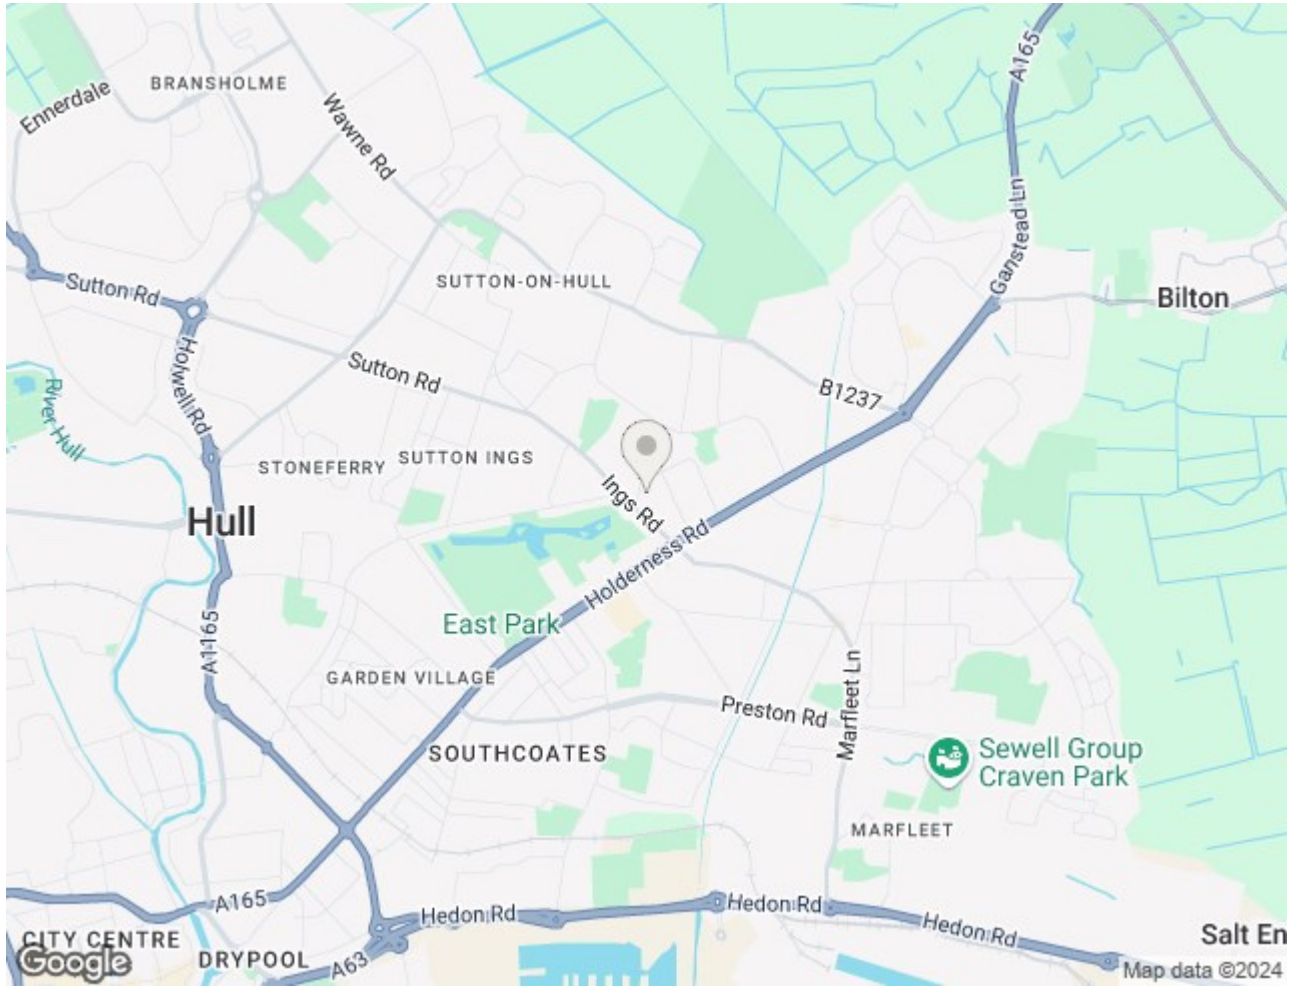 A165
BRANSHOLME
Ennerdale
Wawne Rd
Ganstead Ln
Sutton Rd
SUTTON-ON-HULL
Bilton
Holwell Rd
Sutton Rd
B1237
River Hull
STONEFERRY
SUTTON INGS
Ings Rd
Hull
Holderness Rd
East Park
A1165
GARDEN VILLAGE
Marfleet Ln
Preston Rd
SOUTHCOATES
Sewell Group
Craven Park
MARFLEET
A165
Hedon Rd
Hedon Rd
Hedon Rd
CITY CENTRE
Salt En
DRYPOOL
A63
Google
Map data ©2024